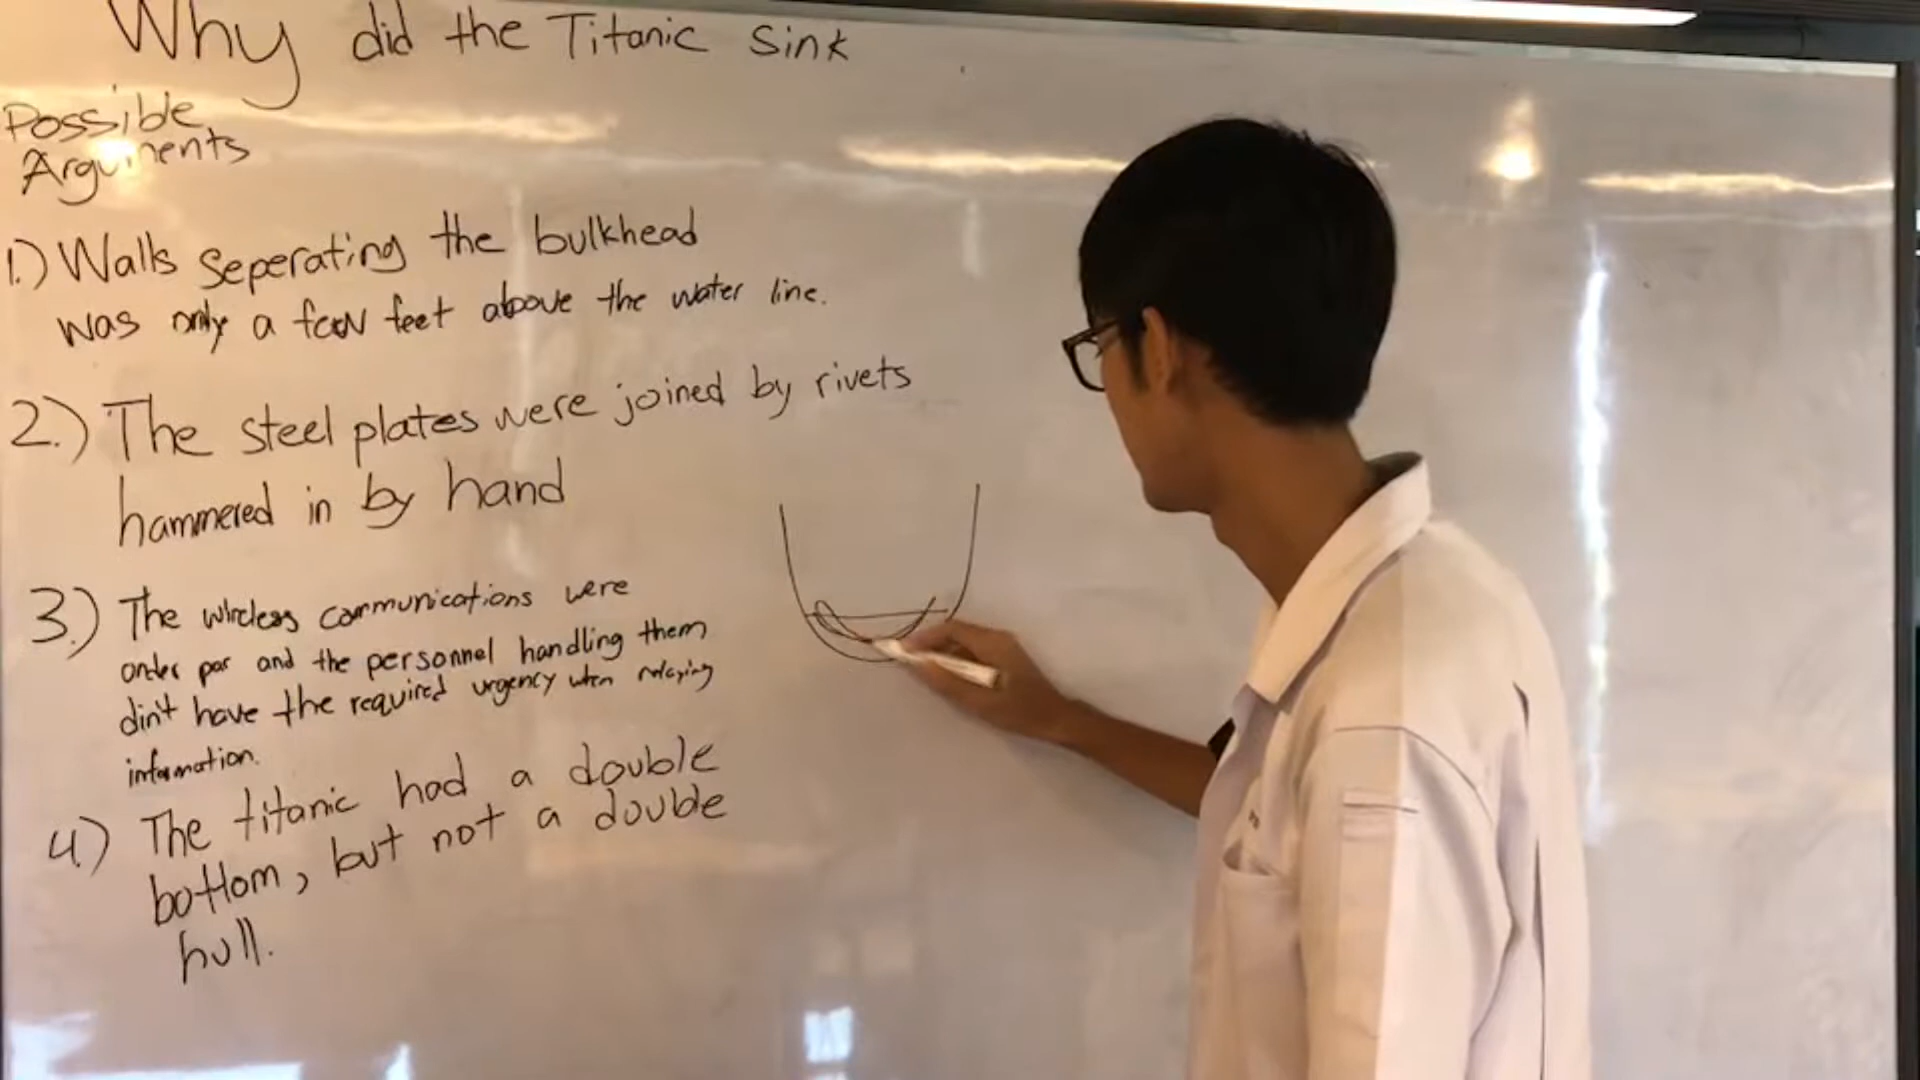 Why did the Titanic Sink
Possible
Arguments
1.) Walls Seperating the bulkhead
was only a few feet above the water line.
2.) The steel plates were joined by rivets
hammered in by hand
3.) The wireless communications were
under par and the personnel handling them
din't have the required urgency when relaying
information.
4.) The titanic had a double
bottom, but not a double
hull.